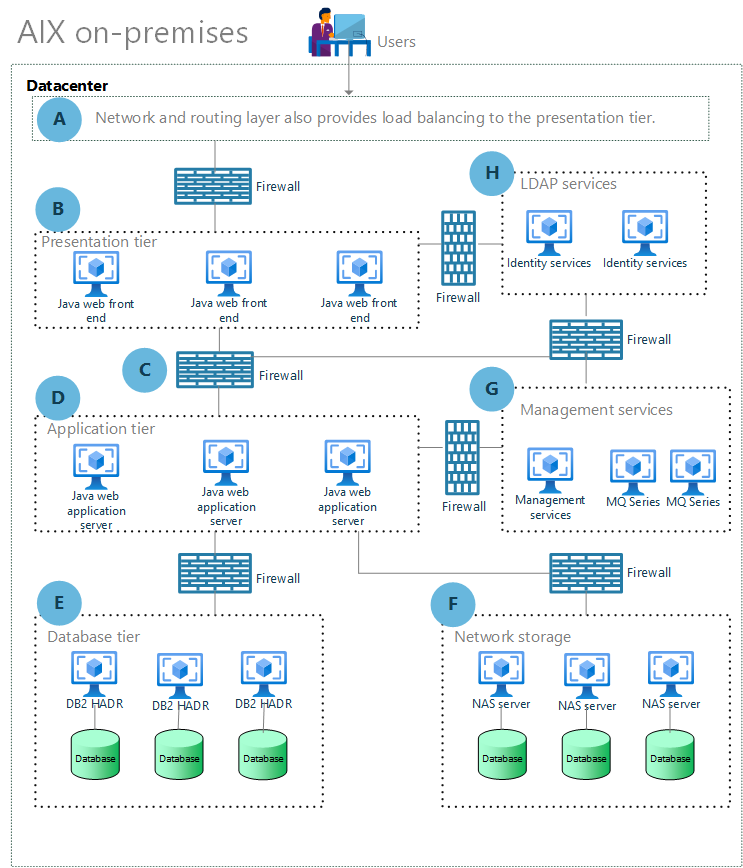 AIX on-premises
Users
Datacenter
A
Network and routing layer also provides load balancing to the presentation tier.
Firewall
H
LDAP services
Identity services
Identity services
B
Presentation tier
Java web front
end
Java web front
end
Java web front
end
Firewall
Firewall
C
Firewall
G
Management services
Management
services
MQ Series
MQ Series
D
Application tier
Java web
application
server
Java web
application
server
Java web
application
server
Firewall
Firewall
Firewall
E
Database tier
DB2 HADR
DB2 HADR
DB2 HADR
Database
Database
Database
F
Network storage
NAS server
NAS server
NAS server
Database
Database
Database